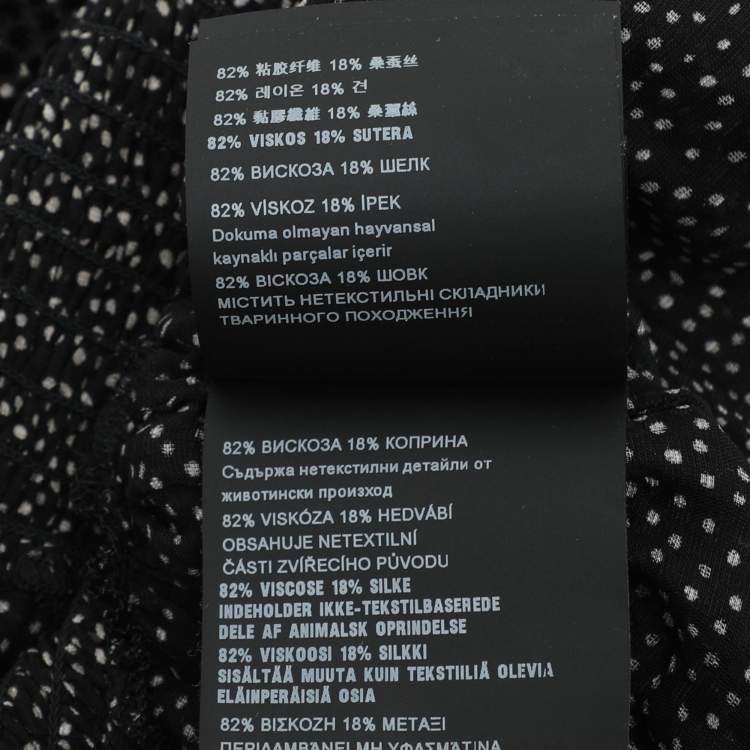 82% 粘胶纤维 18% 桑蚕丝
82% 레이온 18% 견
82% 黏膠纖維 18% 桑蠶絲
82% VISKOS 18% SUTERA
82% ВИСКОЗА 18% ШЕЛК
82% VİSKOZ 18% İPEK
Dokuma olmayan hayvansal
kaynaklı parçalar içerir
82% ВІСКОЗА 18% ШОВК
МІСТИТЬ НЕТЕКСТИЛЬНІ СКЛАДНИКИ
ТВАРИННОГО ПОХОДЖЕННЯ
82% ВИСКОЗА 18% КОПРИНА
Съдържа нетекстилни детайли от
животински произход
82% VISKÓZA 18% HEDVÁBÍ
OBSAHUJE NETEXTILNÍ
ČÁSTI ZVÍŘECÍHO PŮVODU
82% VISCOSE 18% SILKE
INDEHOLDER IKKE-TEKSTILBASEREDE
DELE AF ANIMALSK OPRINDELSE
82% VISKOOSI 18% SILKKI
SISÄLTÄÄ MUUTA KUIN TEKSTIILIÄ OLEVIA
ELÄINPERÄISIÄ OSIA
82% ΒΙΣΚΟΖΗ 18% ΜΕΤΑΞΙ
ΠΕΡΙΛΑΜΒΑΝΕΙ ΜΗ ΥΦΑΣΜΑΤΙΝΑ